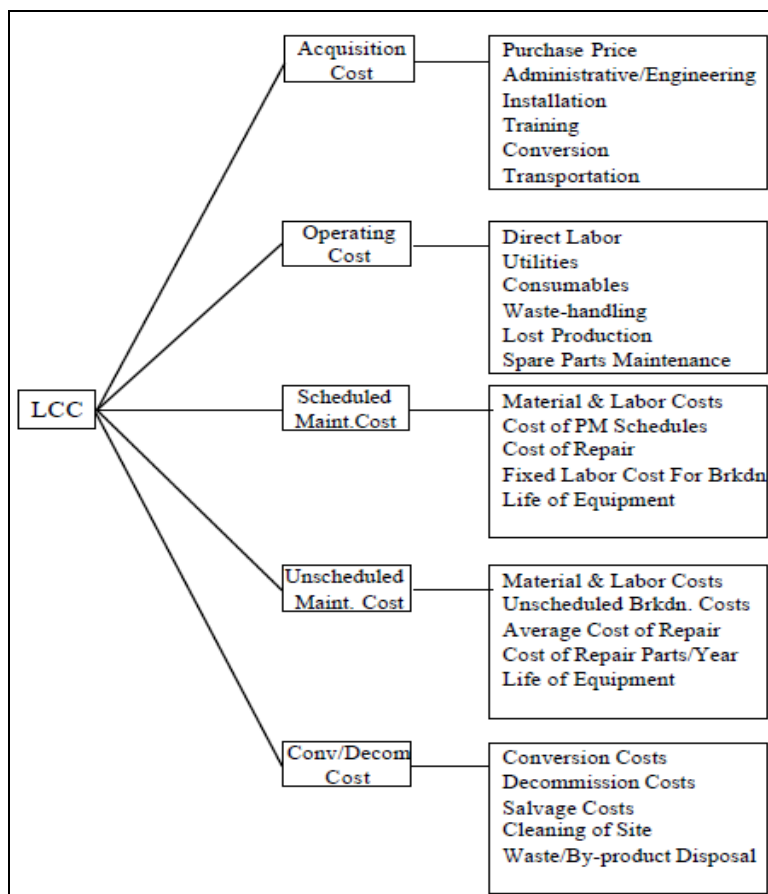 Acquisition
Cost
Purchase Price
Administrative/Engineering
Installation
Training
Conversion
Transportation
Operating
Cost
Direct Labor
Utilities
Consumables
Waste-handling
Lost Production
Spare Parts Maintenance
LCC
Scheduled
Maint.Cost
Material & Labor Costs
Cost of PM Schedules
Cost of Repair
Fixed Labor Cost For Brkdn
Life of Equipment
Unscheduled
Maint. Cost
Material & Labor Costs
Unscheduled Brkdn. Costs
Average Cost of Repair
Cost of Repair Parts/Year
Life of Equipment
Conv/Decom
Cost
Conversion Costs
Decommission Costs
Salvage Costs
Cleaning of Site
Waste/By-product Disposal